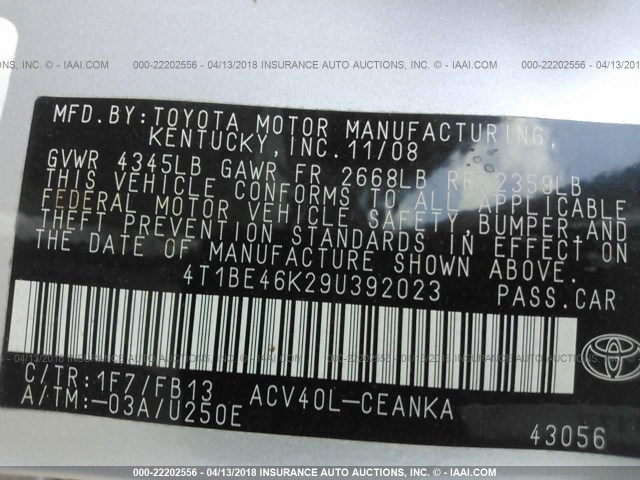 000-22202556 - 04/13/2018 INSURANCE AUTO AUCTIONS, INC. - IAAI.COM
MFD.BY:TOYOTA MOTOR MANUFACTURING,
KENTUCKY, INC. 11/08
GVWR 4345LB GAWR FR 2668LB RR 2359LB
THIS VEHICLE CONFORMS TO ALL APPLICABLE
FEDERAL MOTOR VEHICLE SAFETY,BUMPER AND
THEFT PREVENTION STANDARDS IN EFFECT ON
THE DATE OF MANUFACTURE SHOWN ABOVE.
4T1BE46K29U392023 PASS.CAR
000-22202556 - 04/13/2018 INSURANCE AUTO AUCTIONS, INC. - IAAI.COM
TOYOTA
C/TR:1F7/FB13 ACV40L-CEANKA
A/TM:-03A/U250E
43056
000-22202556 - 04/13/2018 INSURANCE AUTO AUCTIONS, INC. - IAAI.COM